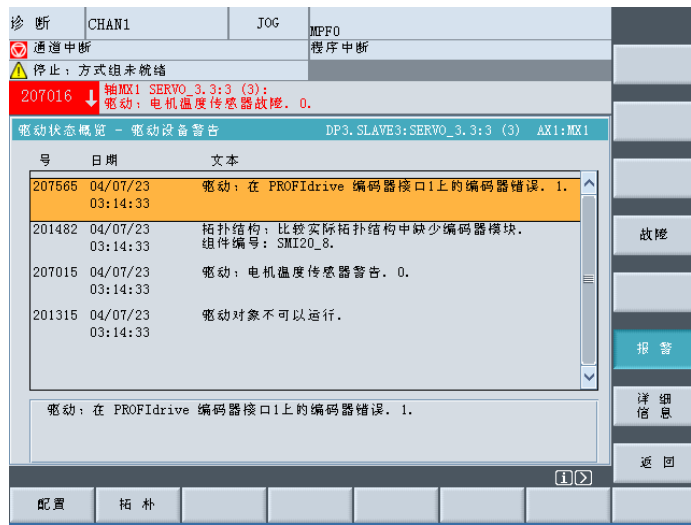 诊 断 CHAN1 JOG MPF0
通道中断 程序中断
停止: 方式组未就绪
207016 轴MX1 SERVO_3.3:3 (3):
驱动: 电机温度传感器故障. 0.
驱动状态概览 - 驱动设备警告 DP3.SLAVE3:SERVO_3.3:3 (3) AX1:MX1
号 日期 文本
207565 04/07/23 驱动: 在 PROFIdrive 编码器接口1上的编码器错误. 1.
03:14:33
201482 04/07/23 拓扑结构: 比较实际拓扑结构中缺少编码器模块.
03:14:33 组件编号: SMI20_8.
207015 04/07/23 驱动: 电机温度传感器警告. 0.
03:14:33
201315 04/07/23 驱动对象不可以运行.
03:14:33
驱动: 在 PROFIdrive 编码器接口1上的编码器错误. 1.
故障
报 警
详 细
信 息
返 回
配置 拓 朴